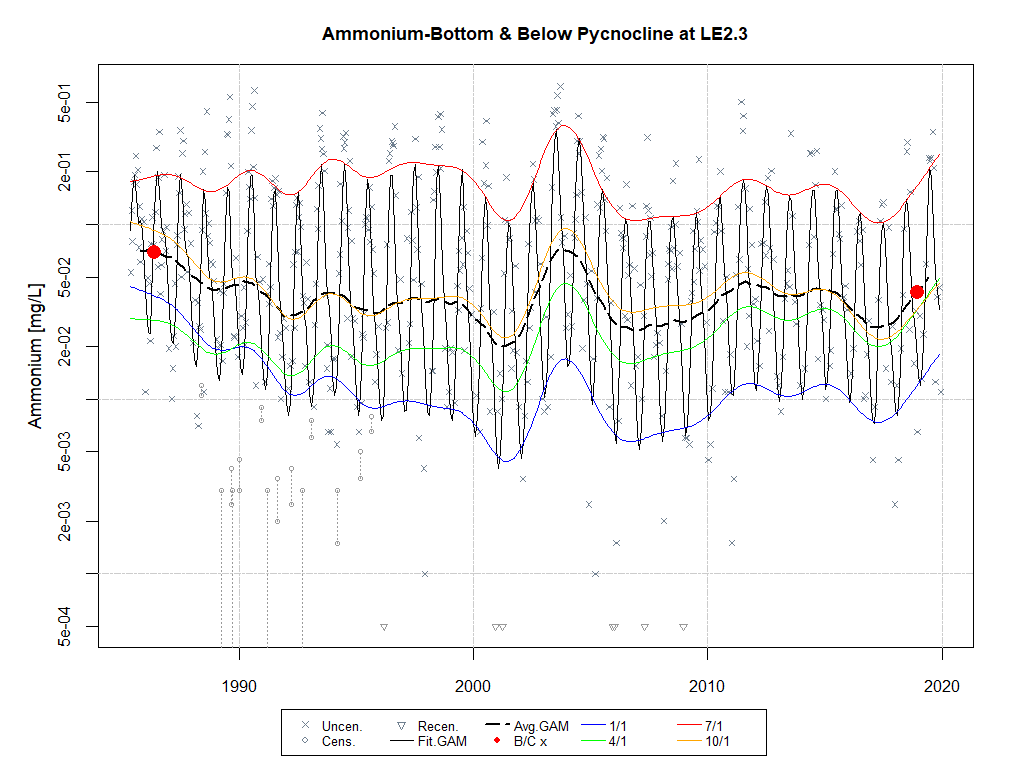 Ammonium-Bottom & Below Pycnocline at LE2.3
Ammonium [mg/L]
5e-01
2e-01
5e-02
2e-02
5e-03
2e-03
5e-04
1990 2000 2010 2020
Uncen. Recen. Avg.GAM 1/1 7/1
Cens. Fit.GAM B/C x 4/1 10/1